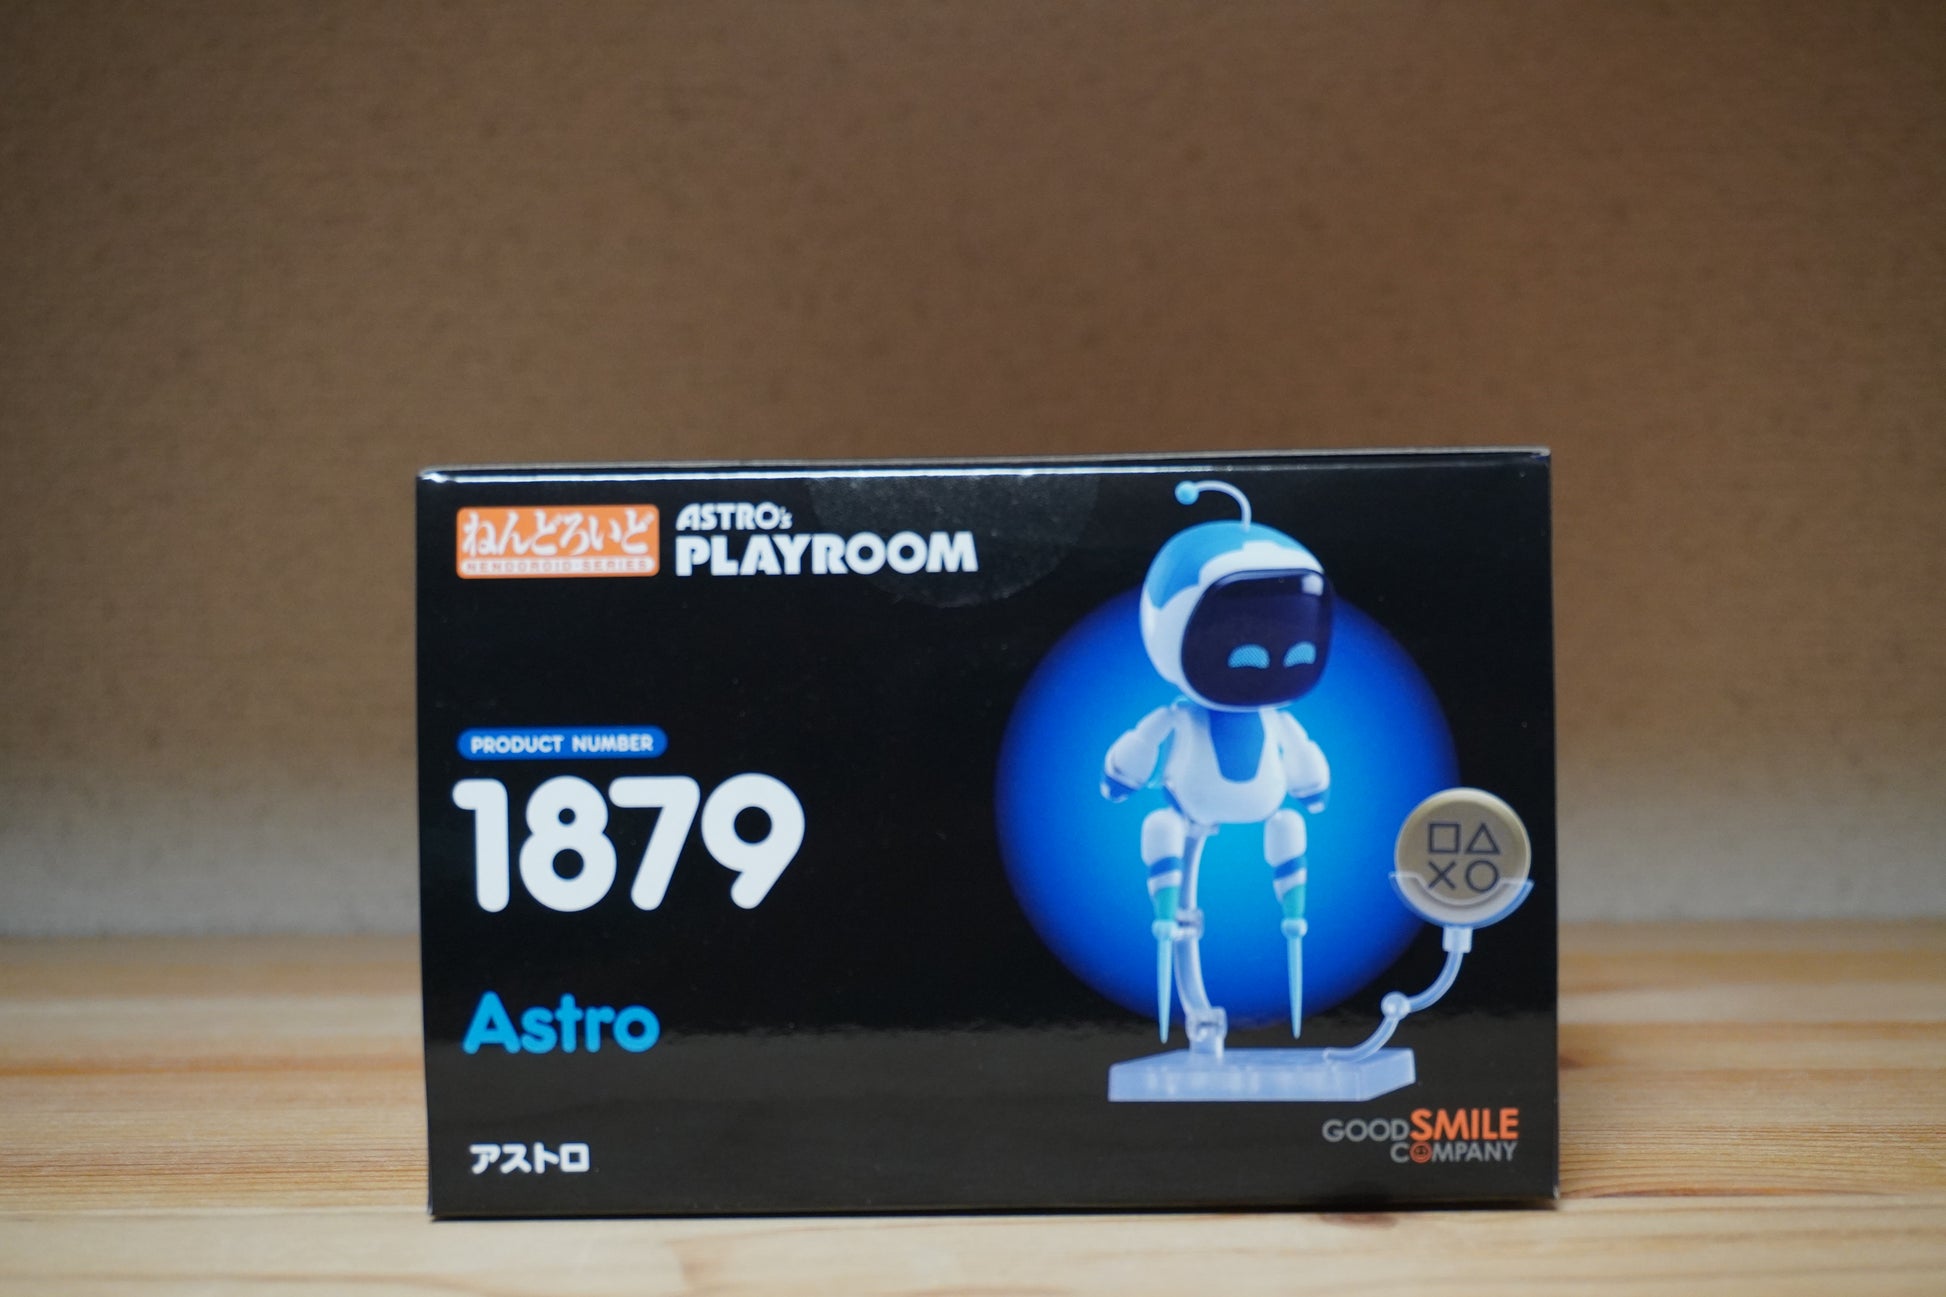 ねんどろいど
NENDOROID SERIES
ASTRO's
PLAYROOM
PRODUCT NUMBER
1879
Astro
アストロ
GOOD SMILE
COMPANY